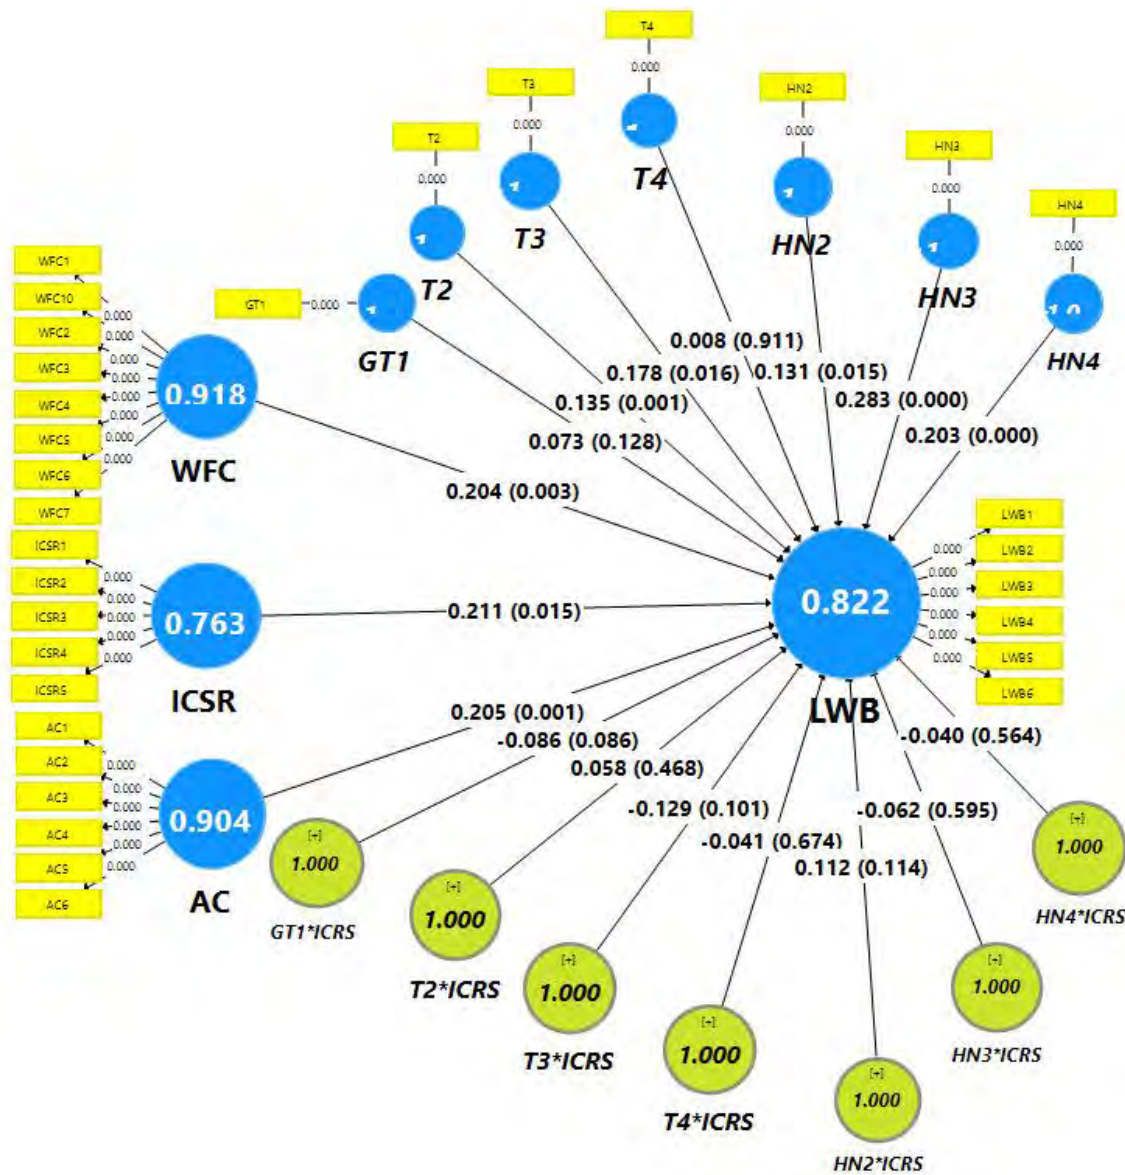 T4
0.000
T4
T3
0.000
T3
HN2
0.000
HN2
T2
0.000
T2
HN3
0.000
HN3
HN4
0.000
HN4
GT1
0.000
GT1
WFC1
WFC10
WFC2
WFC3
WFC4
WFC5
WFC6
WFC7
0.000
0.000
0.000
0.000
0.000
0.000
0.000
0.000
0.918
WFC
0.008 (0.911)
0.178 (0.016)
0.131 (0.015)
0.135 (0.001)
0.283 (0.000)
0.073 (0.128)
0.203 (0.000)
0.204 (0.003)
ICSR1
ICSR2
ICSR3
ICSR4
ICSR5
0.000
0.000
0.000
0.000
0.000
0.763
ICSR
0.211 (0.015)
0.822
LWB
0.000
0.000
0.000
0.000
0.000
0.000
LWB1
LWB2
LWB3
LWB4
LWB5
LWB6
AC1
AC2
AC3
AC4
AC5
AC6
0.000
0.000
0.000
0.000
0.000
0.000
0.904
AC
0.205 (0.001)
-0.086 (0.086)
0.058 (0.468)
-0.129 (0.101)
-0.041 (0.674)
0.112 (0.114)
-0.062 (0.595)
-0.040 (0.564)
[+]
1.000
GT1*ICRS
[+]
1.000
T2*ICRS
[+]
1.000
T3*ICRS
[+]
1.000
T4*ICRS
[+]
1.000
HN2*ICRS
[+]
1.000
HN3*ICRS
[+]
1.000
HN4*ICRS